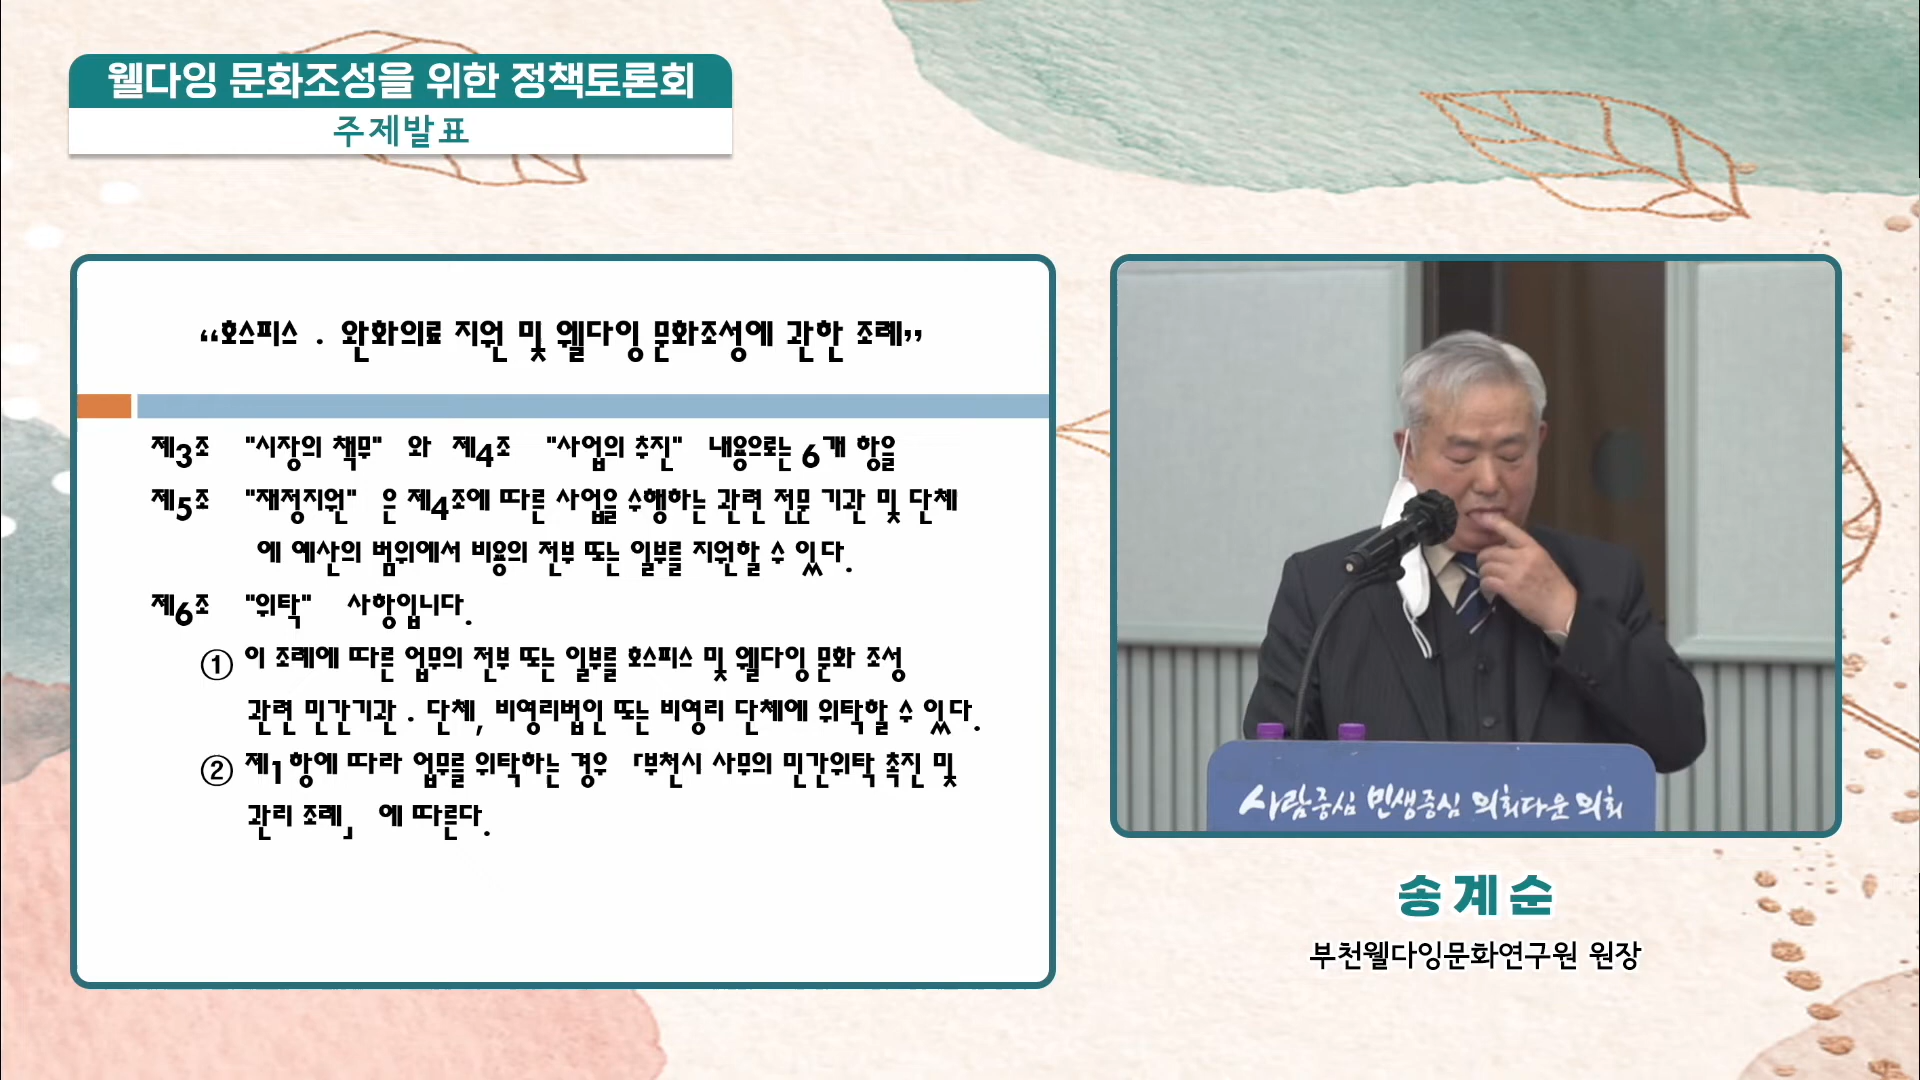 웰다잉 문화조성을 위한 정책토론회
주제발표
“호스피스 . 완화의료 지원 및 웰다잉 문화조성에 관한 조례”
제3조 "시장의 책무" 와 제4조 "사업의 추진" 내용으로는 6개 항을
제5조 "재정지원" 은 제4조에 따른 사업을 수행하는 관련 전문 기관 및 단체
에 예산의 범위에서 비용의 전부 또는 일부를 지원할 수 있다.
제6조 "위탁" 사항입니다.
① 이 조례에 따른 업무의 전부 또는 일부를 호스피스 및 웰다잉 문화 조성
관련 민간기관 . 단체, 비영리법인 또는 비영리 단체에 위탁할 수 있다.
② 제1항에 따라 업무를 위탁하는 경우 「부천시 사무의 민간위탁 촉진 및
관리 조례」 에 따른다.
사람중심 민생중심 의회다운 의회
송계순
부천웰다잉문화연구원 원장